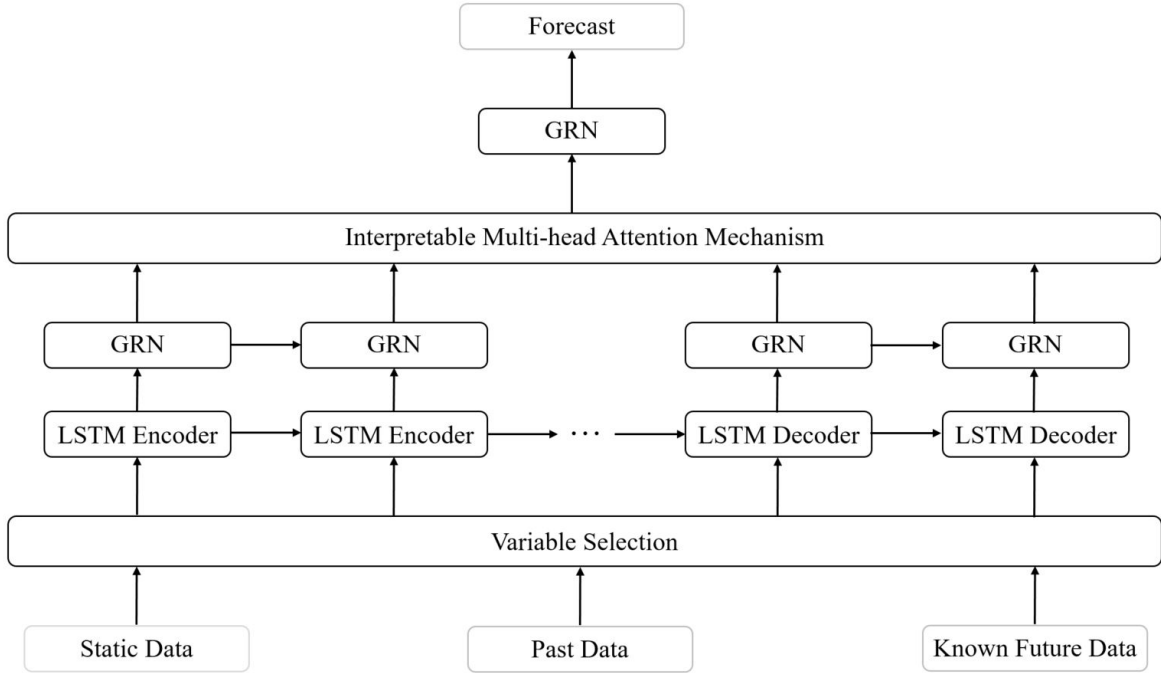 Forecast
GRN
Interpretable Multi-head Attention Mechanism
GRN GRN GRN GRN
LSTM Encoder LSTM Encoder ... LSTM Decoder LSTM Decoder
Variable Selection
Static Data Past Data Known Future Data